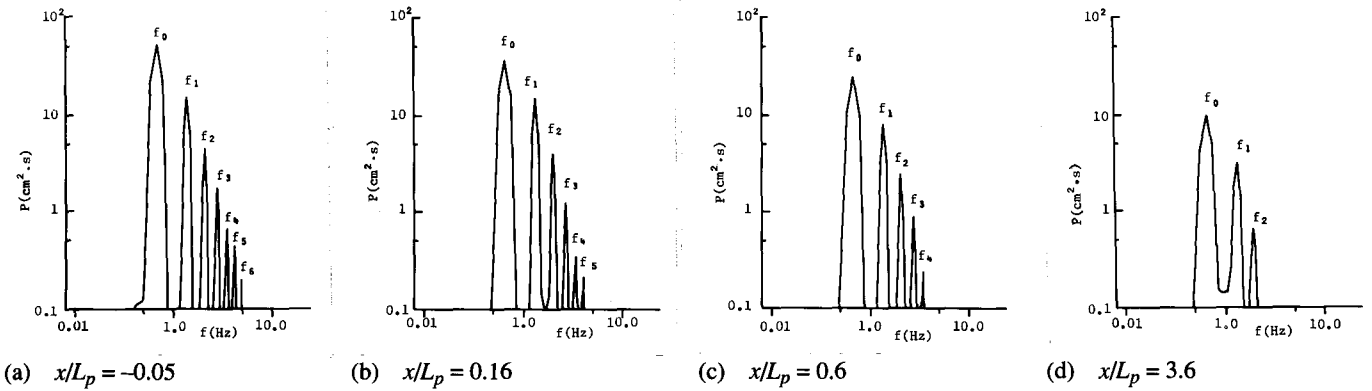 10²
10
1
0.1
P(cm²·s)
f₀
f₁
f₂
f₃
f₄
f₅
f₆
0.01
1.0
10.0
f(Hz)
(a) x/Lₚ = –0.05
10²
10
1
0.1
P(cm²·s)
f₀
f₁
f₂
f₃
f₄
f₅
0.01
1.0
10.0
f(Hz)
(b) x/Lₚ = 0.16
10²
10
1
0.1
P(cm²·s)
f₀
f₁
f₂
f₃
f₄
0.01
1.0
10.0
f(Hz)
(c) x/Lₚ = 0.6
10²
10
1
0.1
P(cm²·s)
f₀
f₁
f₂
0.01
1.0
10.0
f(Hz)
(d) x/Lₚ = 3.6